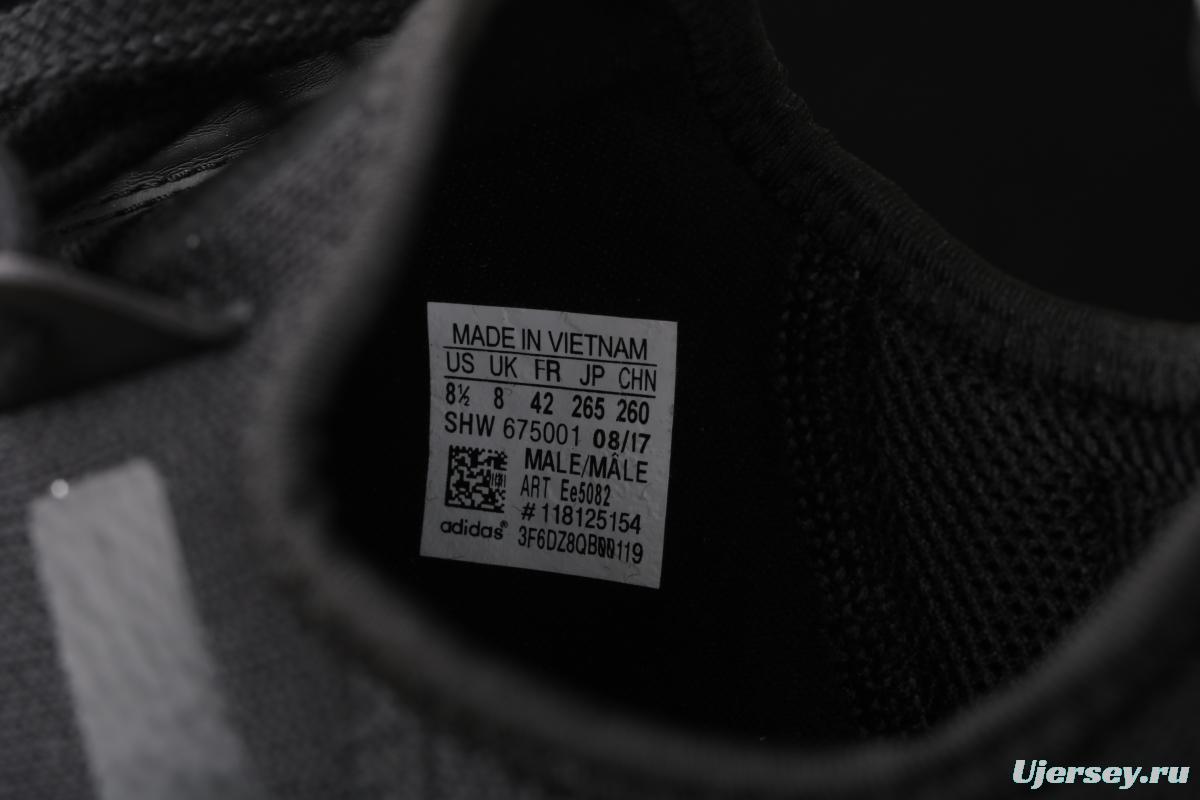 MADE IN VIETNAM
US UK FR JP CHN
8½ 8 42 265 260
SHW 675001 08/17
MALE/MÂLE
ART Ee5082
#118125154
adidas® 3F6DZ8QB00119
Ujersey.ru